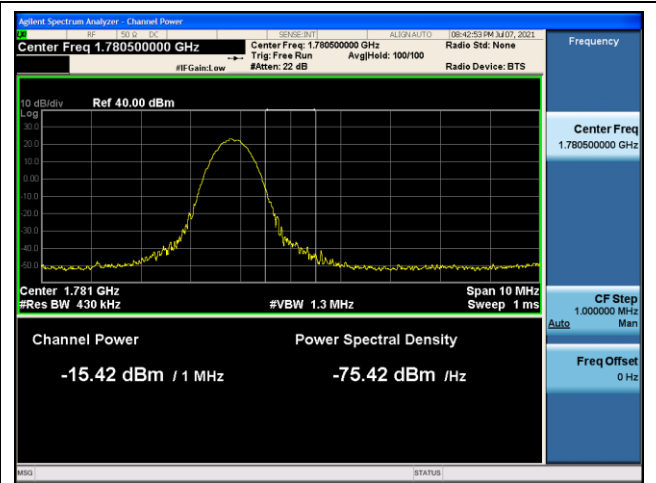 Agilent Spectrum Analyzer - Channel Power
RF 50 Ω DC SENSE:INT ALIGN AUTO 08:42:53 PM Jul 07, 2021
Center Freq 1.780500000 GHz
Center Freq: 1.780500000 GHz Radio Std: None
Trig: Free Run Avg|Hold: 100/100
#IFGain:Low #Atten: 22 dB Radio Device: BTS
Frequency
10 dB/div Ref 40.00 dBm
Log
30.0
20.0
10.0
0.00
-10.0
-20.0
-30.0
-40.0
-50.0
Center 1.781 GHz Span 10 MHz
#Res BW 430 kHz #VBW 1.3 MHz Sweep 1 ms
Channel Power Power Spectral Density
-15.42 dBm / 1 MHz -75.42 dBm /Hz
Center Freq
1.780500000 GHz
CF Step
1.000000 MHz
Auto Man
Freq Offset
0 Hz
MSG STATUS